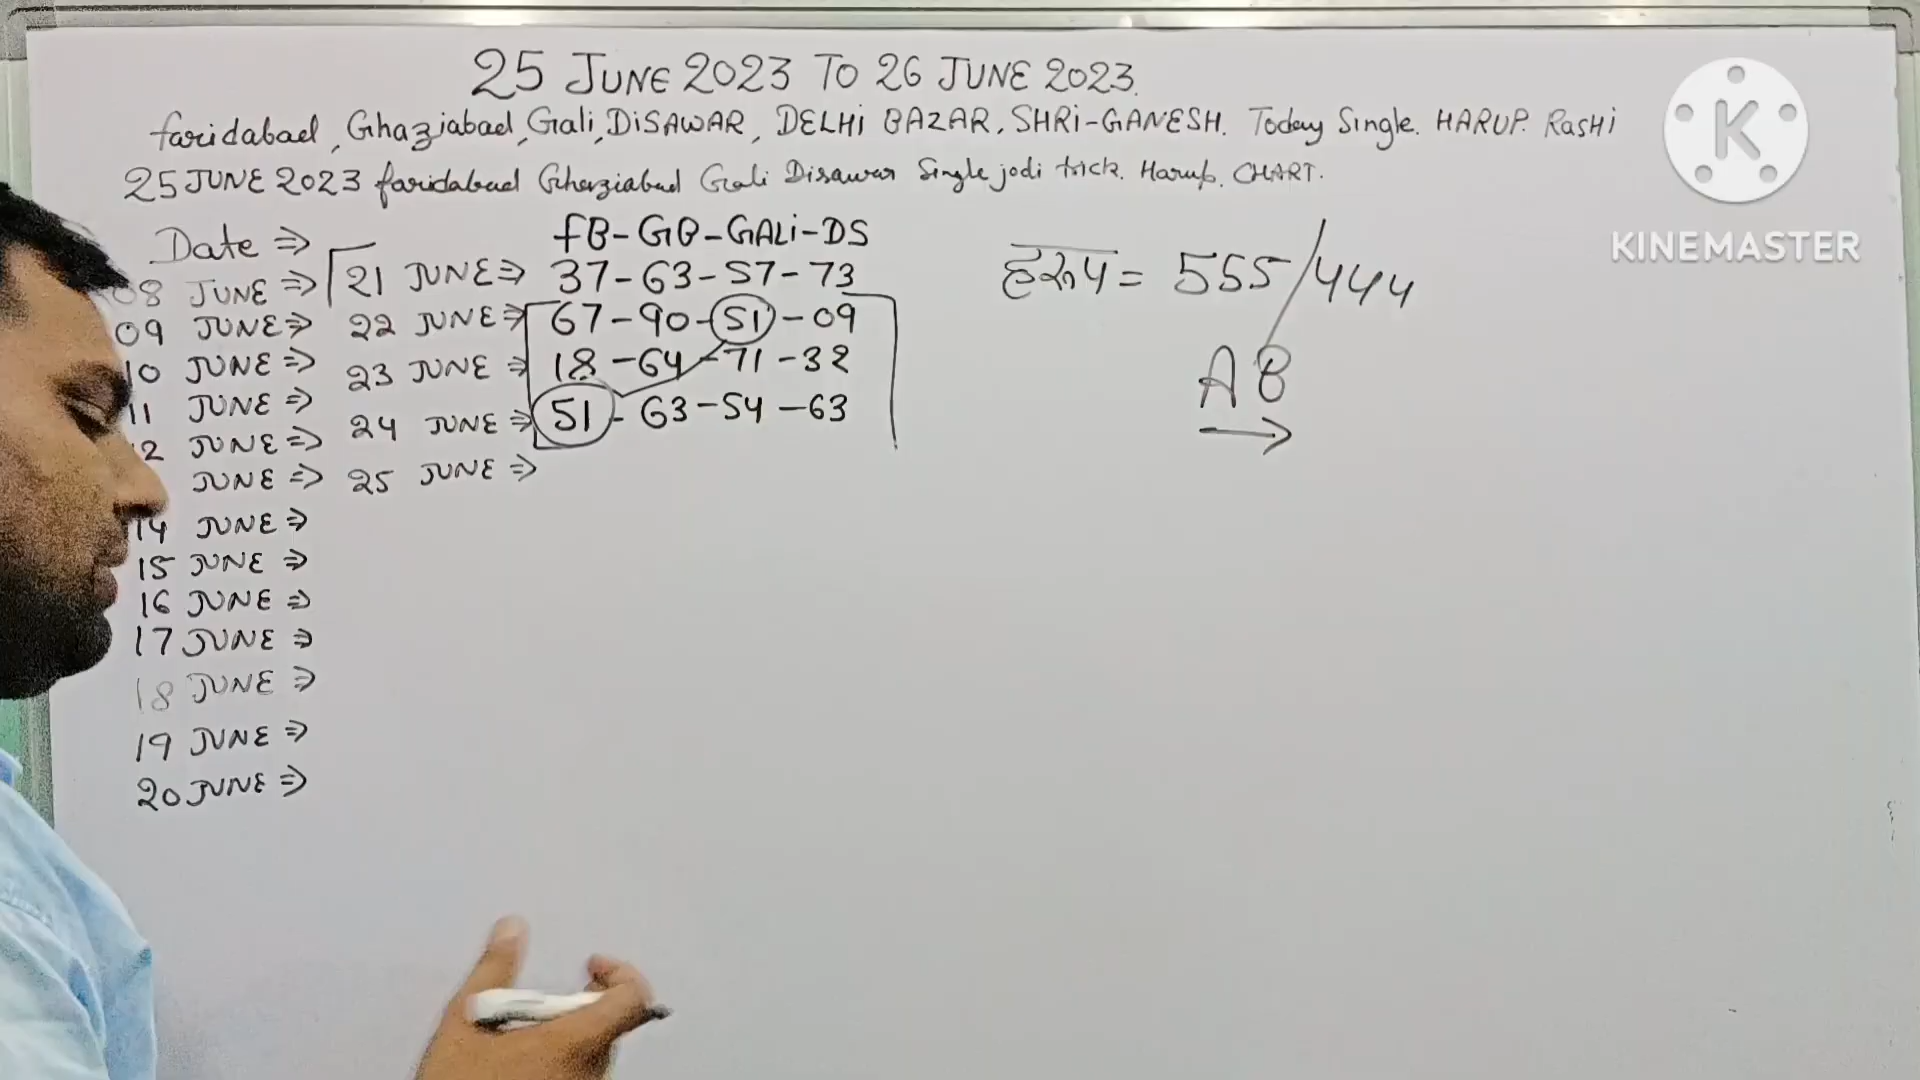 25 JUNE 2023 TO 26 JUNE 2023.
faridabad, Ghaziabad, Gali, DiSAWAR, DELHi BAZAR, SHRi-GANESH. Today Single. HARUP. RASHi
25 JUNE 2023 faridabad Ghaziabad Gali Disawar Single jodi trick. Harup. CHART.
Date ⇒ FB-GB-GALi-DS
08 JUNE ⇒ 21 JUNE ⇒ 37-63-57-73
09 JUNE ⇒ 22 JUNE ⇒ 67-90-51-09
10 JUNE ⇒ 23 JUNE ⇒ 18-64-71-32
11 JUNE ⇒ 24 JUNE ⇒ 51-63-54-63
12 JUNE ⇒
JUNE ⇒ 25 JUNE ⇒
14 JUNE ⇒
15 JUNE ⇒
16 JUNE ⇒
17 JUNE ⇒
18 JUNE ⇒
19 JUNE ⇒
20 JUNE ⇒
हरुप = 555/444
AB
K
KINEMASTER